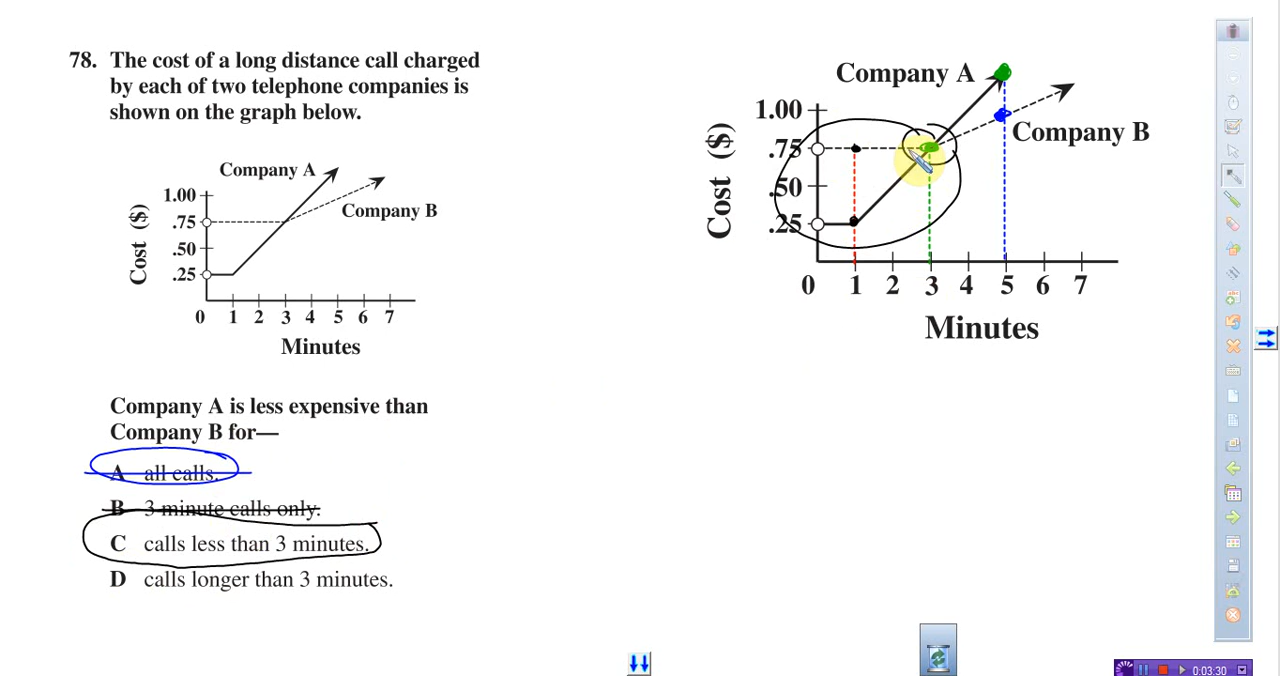 78. The cost of a long distance call charged
by each of two telephone companies is
shown on the graph below.
Company A
1.00
.75
.50
.25
Cost ($)
Company B
0 1 2 3 4 5 6 7
Minutes
Company A is less expensive than
Company B for—
A all calls.
B 3 minute calls only.
C calls less than 3 minutes.
D calls longer than 3 minutes.
Company A
1.00
.75
.50
.25
Cost ($)
Company B
0 1 2 3 4 5 6 7
Minutes
0:03:30